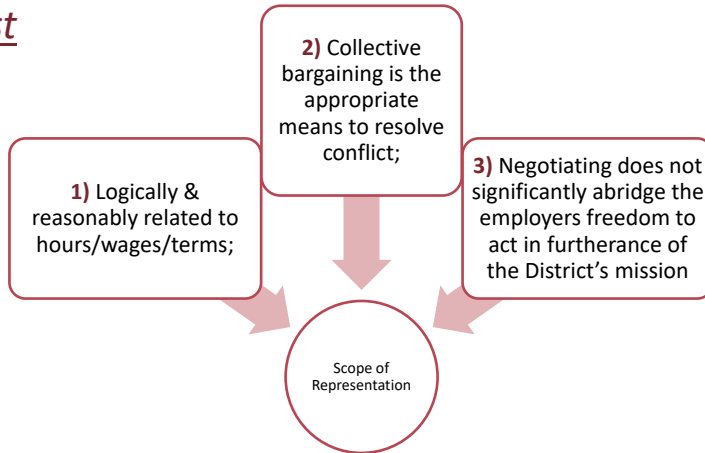 2) Collective
bargaining is the
appropriate
means to resolve
conflict;
1) Logically &
reasonably related to
hours/wages/terms;
3) Negotiating does not
significantly abridge the
employers freedom to
act in furtherance of
the District's mission
Scope of
Representation